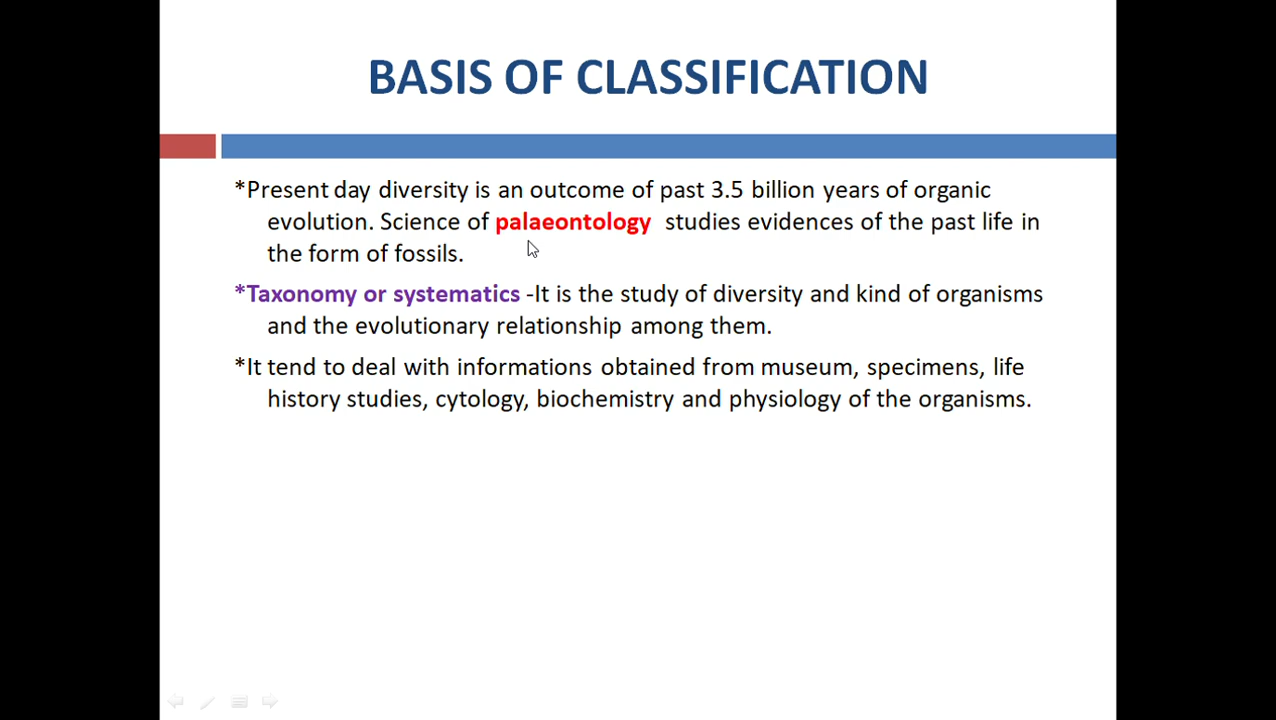 BASIS OF CLASSIFICATION
*Present day diversity is an outcome of past 3.5 billion years of organic
evolution. Science of palaeontology studies evidences of the past life in
the form of fossils.
*Taxonomy or systematics -It is the study of diversity and kind of organisms
and the evolutionary relationship among them.
*It tend to deal with informations obtained from museum, specimens, life
history studies, cytology, biochemistry and physiology of the organisms.